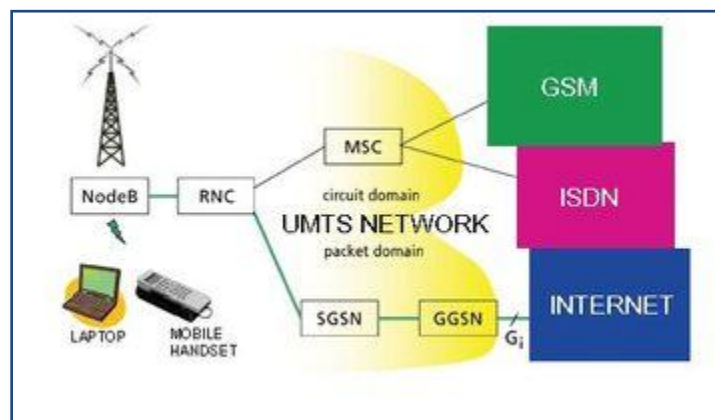 GSM
MSC
circuit domain
NodeB
RNC
ISDN
UMTS NETWORK
packet domain
INTERNET
SGSN
GGSN
Gi
LAPTOP
MOBILE
HANDSET